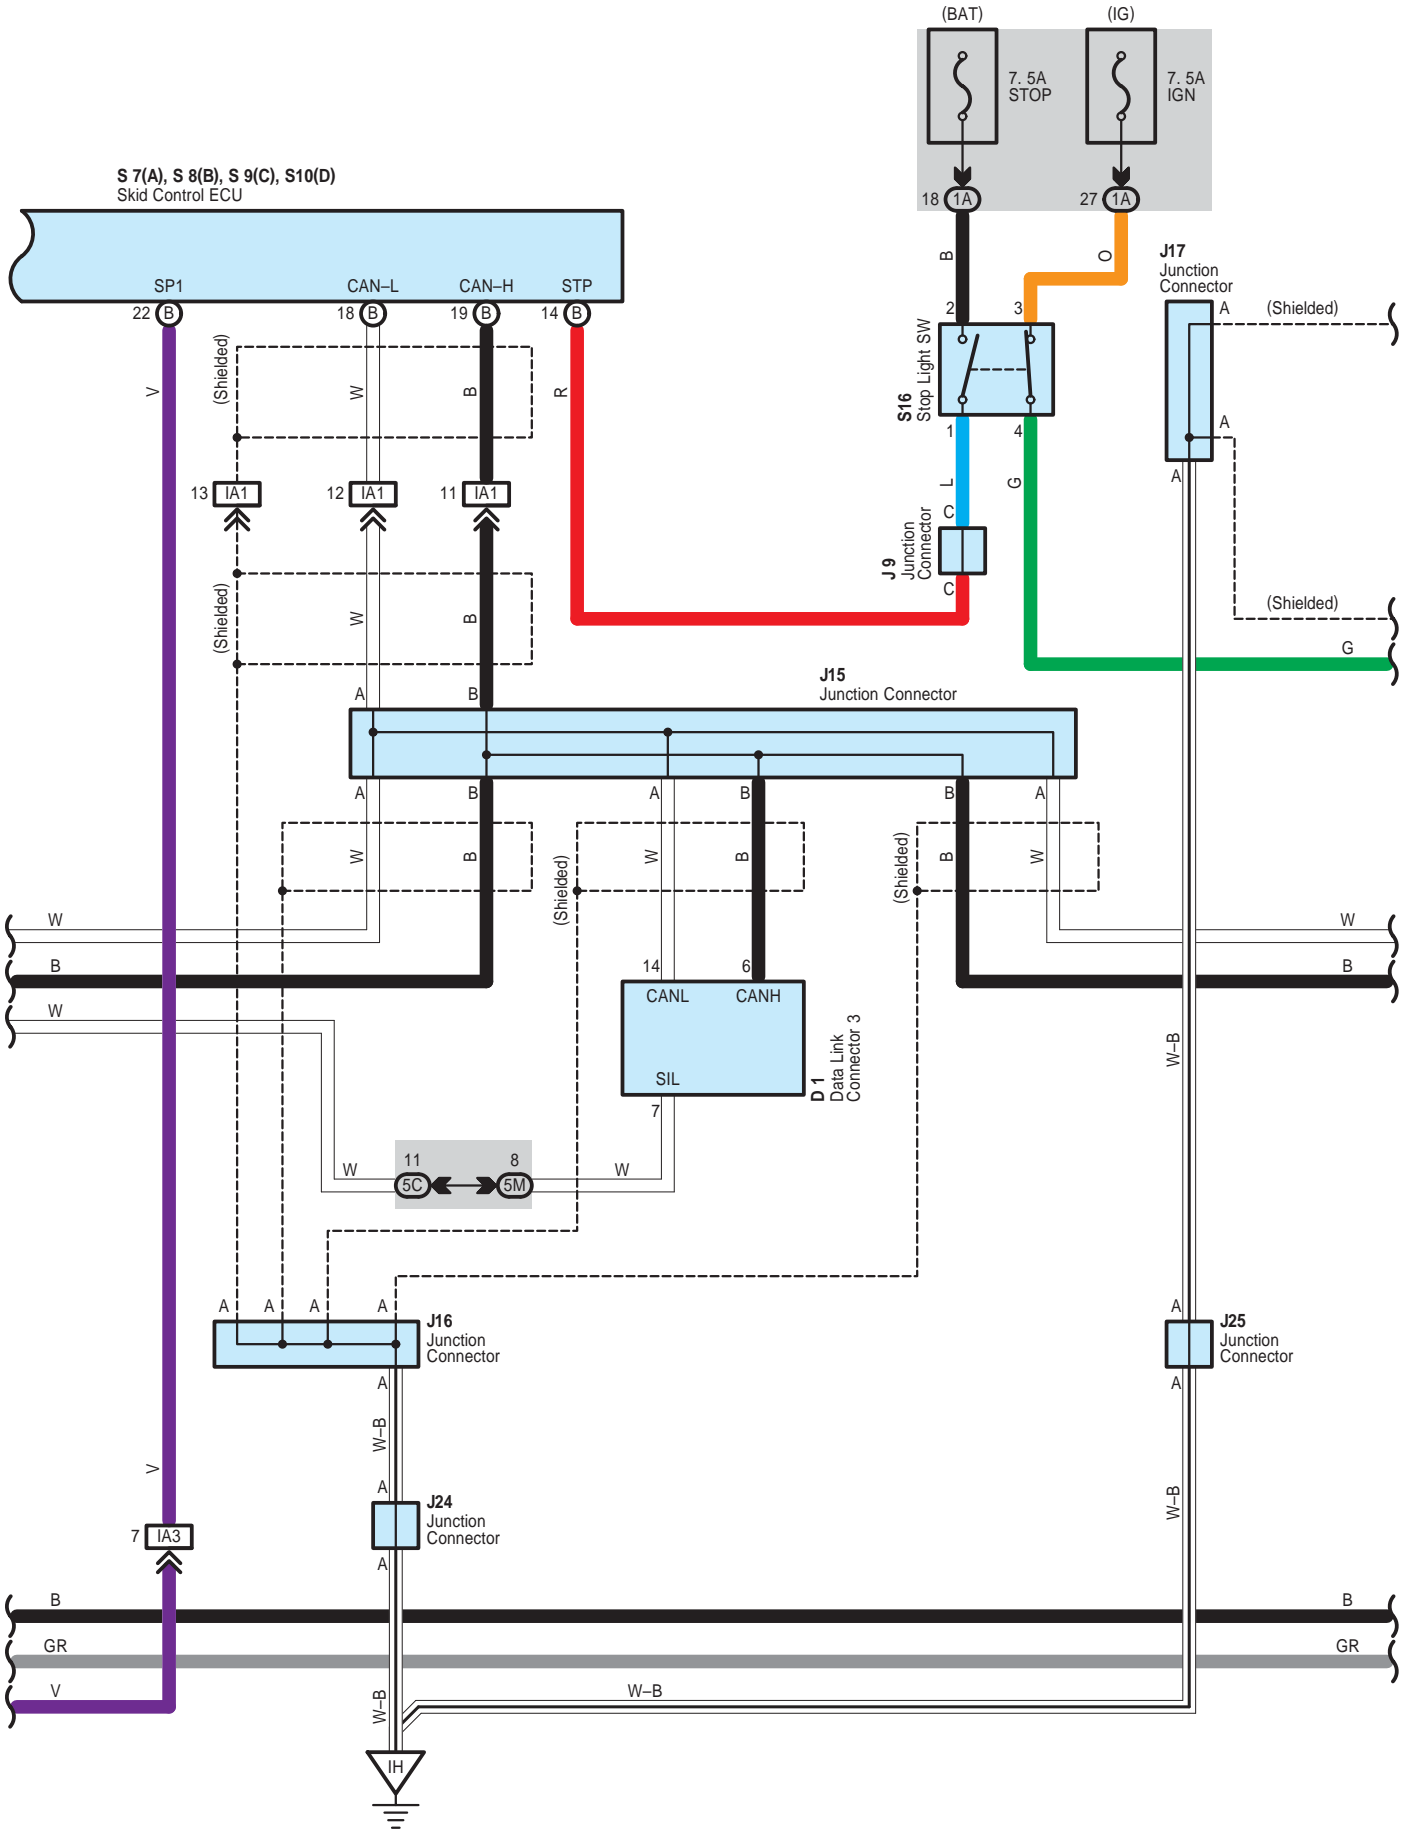 (BAT)
(IG)
7. 5A
STOP
7. 5A
IGN
18
1A
27
1A
S 7(A), S 8(B), S 9(C), S10(D)
Skid Control ECU
B
O
J17
Junction
Connector
SP1
CAN–L
CAN–H
STP
22
B
18
B
19
B
14
B
2
3
A
(Shielded)
(Shielded)
V
W
B
R
S16
Stop Light SW
1
4
A
A
13
IA1
12
IA1
11
IA1
L
G
C
J 9
Junction
Connector
C
(Shielded)
W
B
(Shielded)
G
J15
Junction Connector
A
B
A
B
A
B
B
A
W
B
(Shielded)
W
B
(Shielded)
B
W
W
W
B
B
W
14
6
CANL
CANH
SIL
7
D 1
Data Link
Connector 3
W–B
11
8
W
5C
5M
W
A
A
A
A
J16
Junction
Connector
A
J25
Junction
Connector
A
A
W–B
V
A
J24
Junction
Connector
A
W–B
7
IA3
B
B
GR
GR
V
W–B
W–B
IH